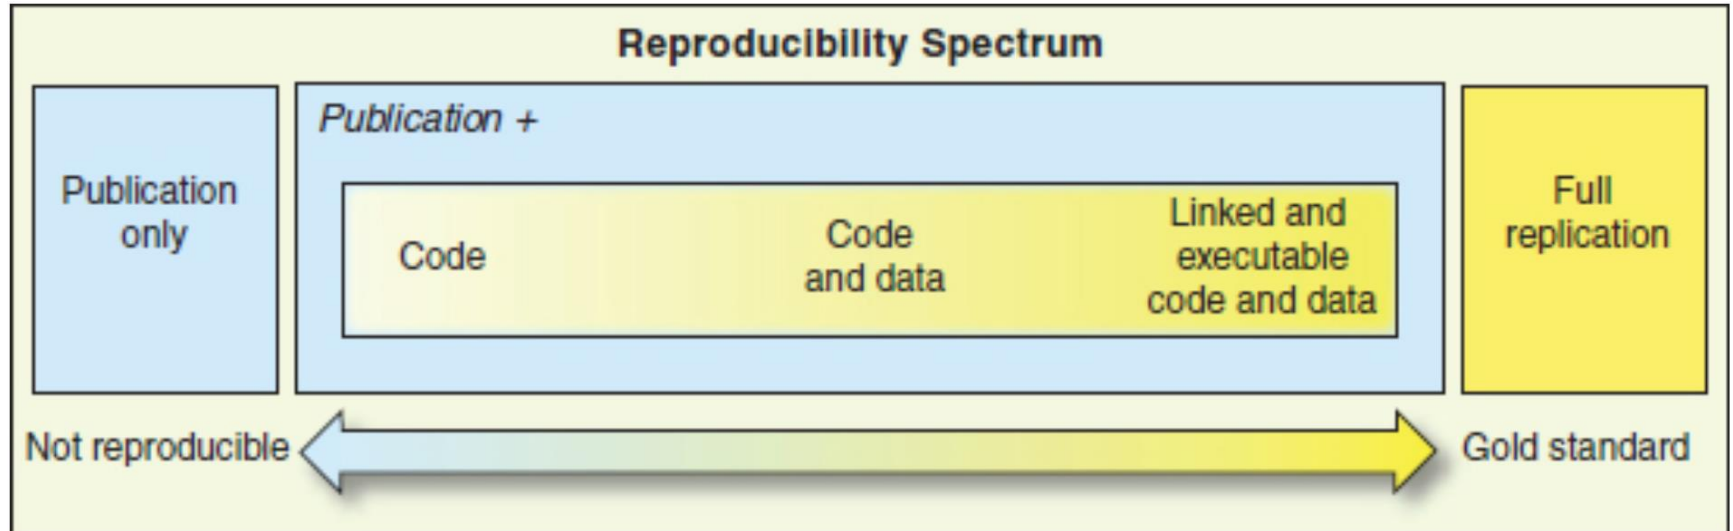 Reproducibility Spectrum
Publication
only
Publication +
Code
Code
and data
Linked and
executable
code and data
Full
replication
Not reproducible
Gold standard